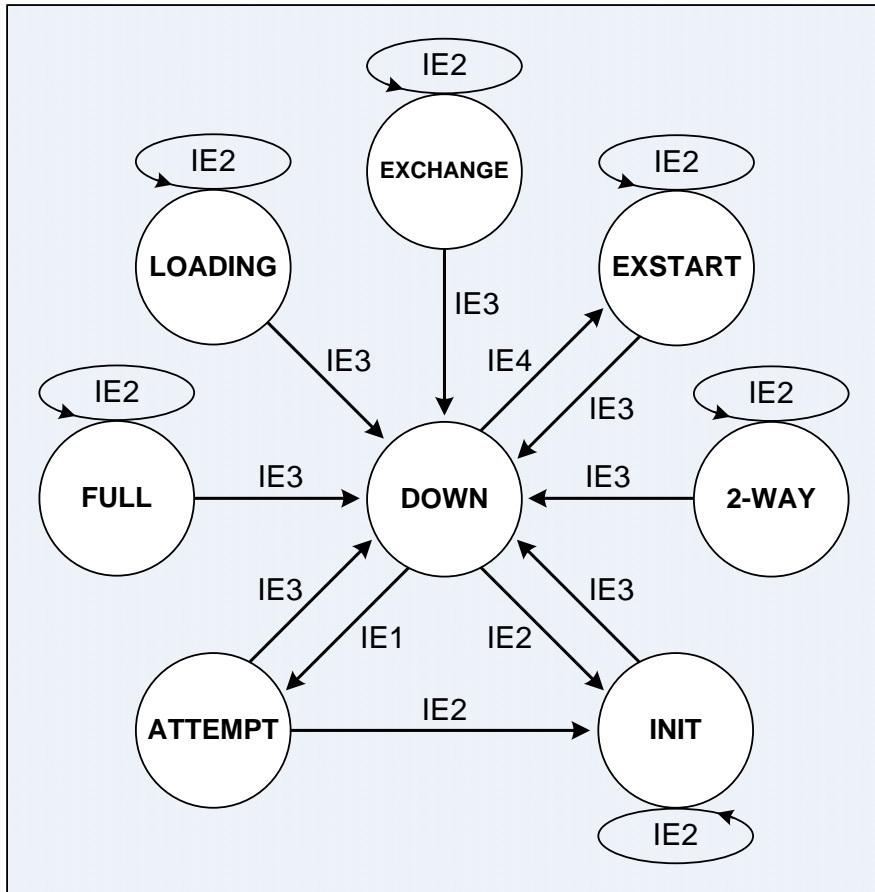 IE2
EXCHANGE
IE2
LOADING
IE2
EXSTART
IE3
IE3
IE4
IE3
IE2
FULL
IE3
DOWN
IE3
IE2
2-WAY
IE3
IE1
IE2
IE3
ATTEMPT
IE2
INIT
IE2